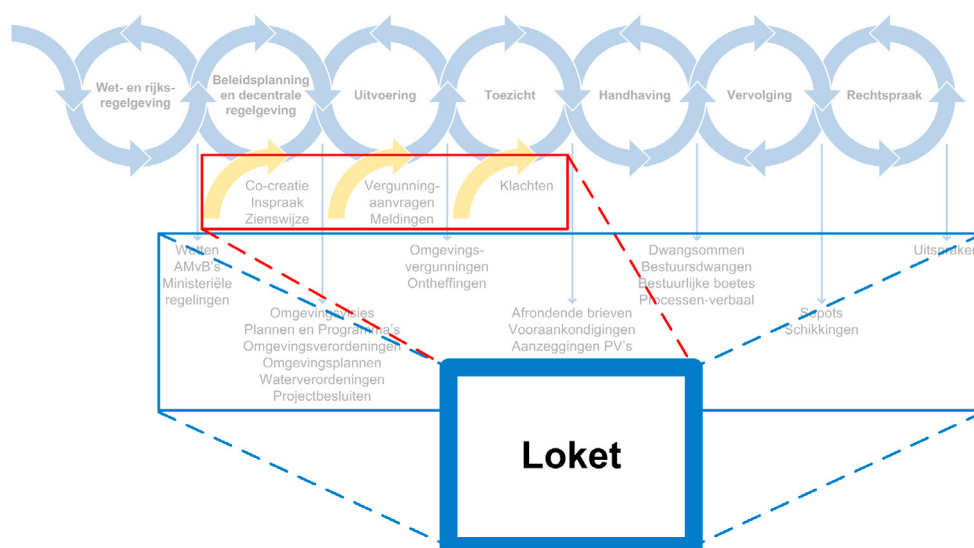 Wet- en rijks-
regelgeving
Beleidsplanning
en decentrale
regelgeving
Uitvoering
Toezicht
Handhaving
Vervolging
Rechtspraak
Co-creatie
Inspraak
Zienswijze
Vergunning-
aanvragen
Meldingen
Klachten
Wetten
AMvB's
Ministeriële
regelingen
Omgevingsvisies
Plannen en Programma's
Omgevingsverordeningen
Omgevingsplannen
Waterverordeningen
Projectbesluiten
Omgevings-
vergunningen
Ontheffingen
Afrondende brieven
Vooraankondigingen
Aanzeggingen PV's
Dwangsommen
Bestuursdwangen
Bestuurlijke boetes
Processen-verbaal
Sepots
Schikkingen
Uitspraken
Loket